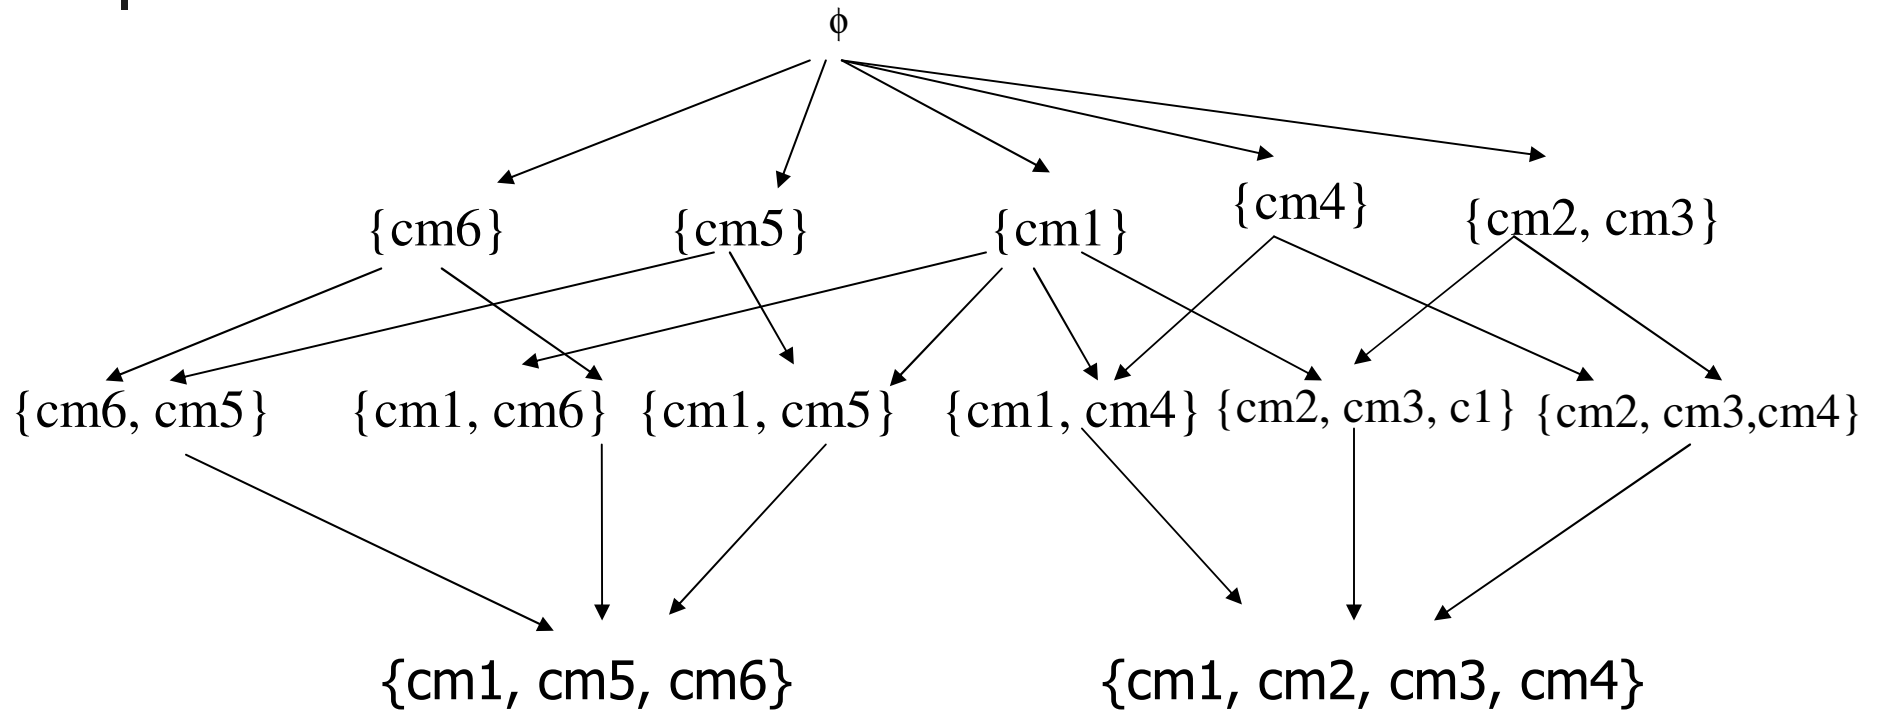 ϕ
{cm6} {cm5} {cm1} {cm4} {cm2, cm3}
{cm6, cm5} {cm1, cm6} {cm1, cm5} {cm1, cm4} {cm2, cm3, c1} {cm2, cm3,cm4}
{cm1, cm5, cm6} {cm1, cm2, cm3, cm4}